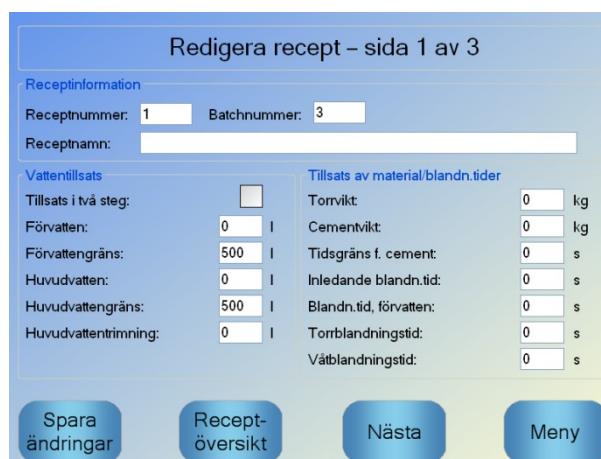 Redigera recept – sida 1 av 3
Receptinformation
Receptnummer: 1 Batchnummer: 3
Receptnamn:
Vattentillsats
Tillsats i två steg:
Förvatten: 0 l
Förvattengräns: 500 l
Huvudvatten: 0 l
Huvudvattengräns: 500 l
Huvudvattentrimning: 0 l
Tillsats av material/blandn.tider
Torrvikt: 0 kg
Cementvikt: 0 kg
Tidsgräns f. cement: 0 s
Inledande blandn.tid: 0 s
Blandn.tid, förvatten: 0 s
Torrblandningstid: 0 s
Våtblandningstid: 0 s
Spara
ändringar
Recept-
översikt
Nästa
Meny